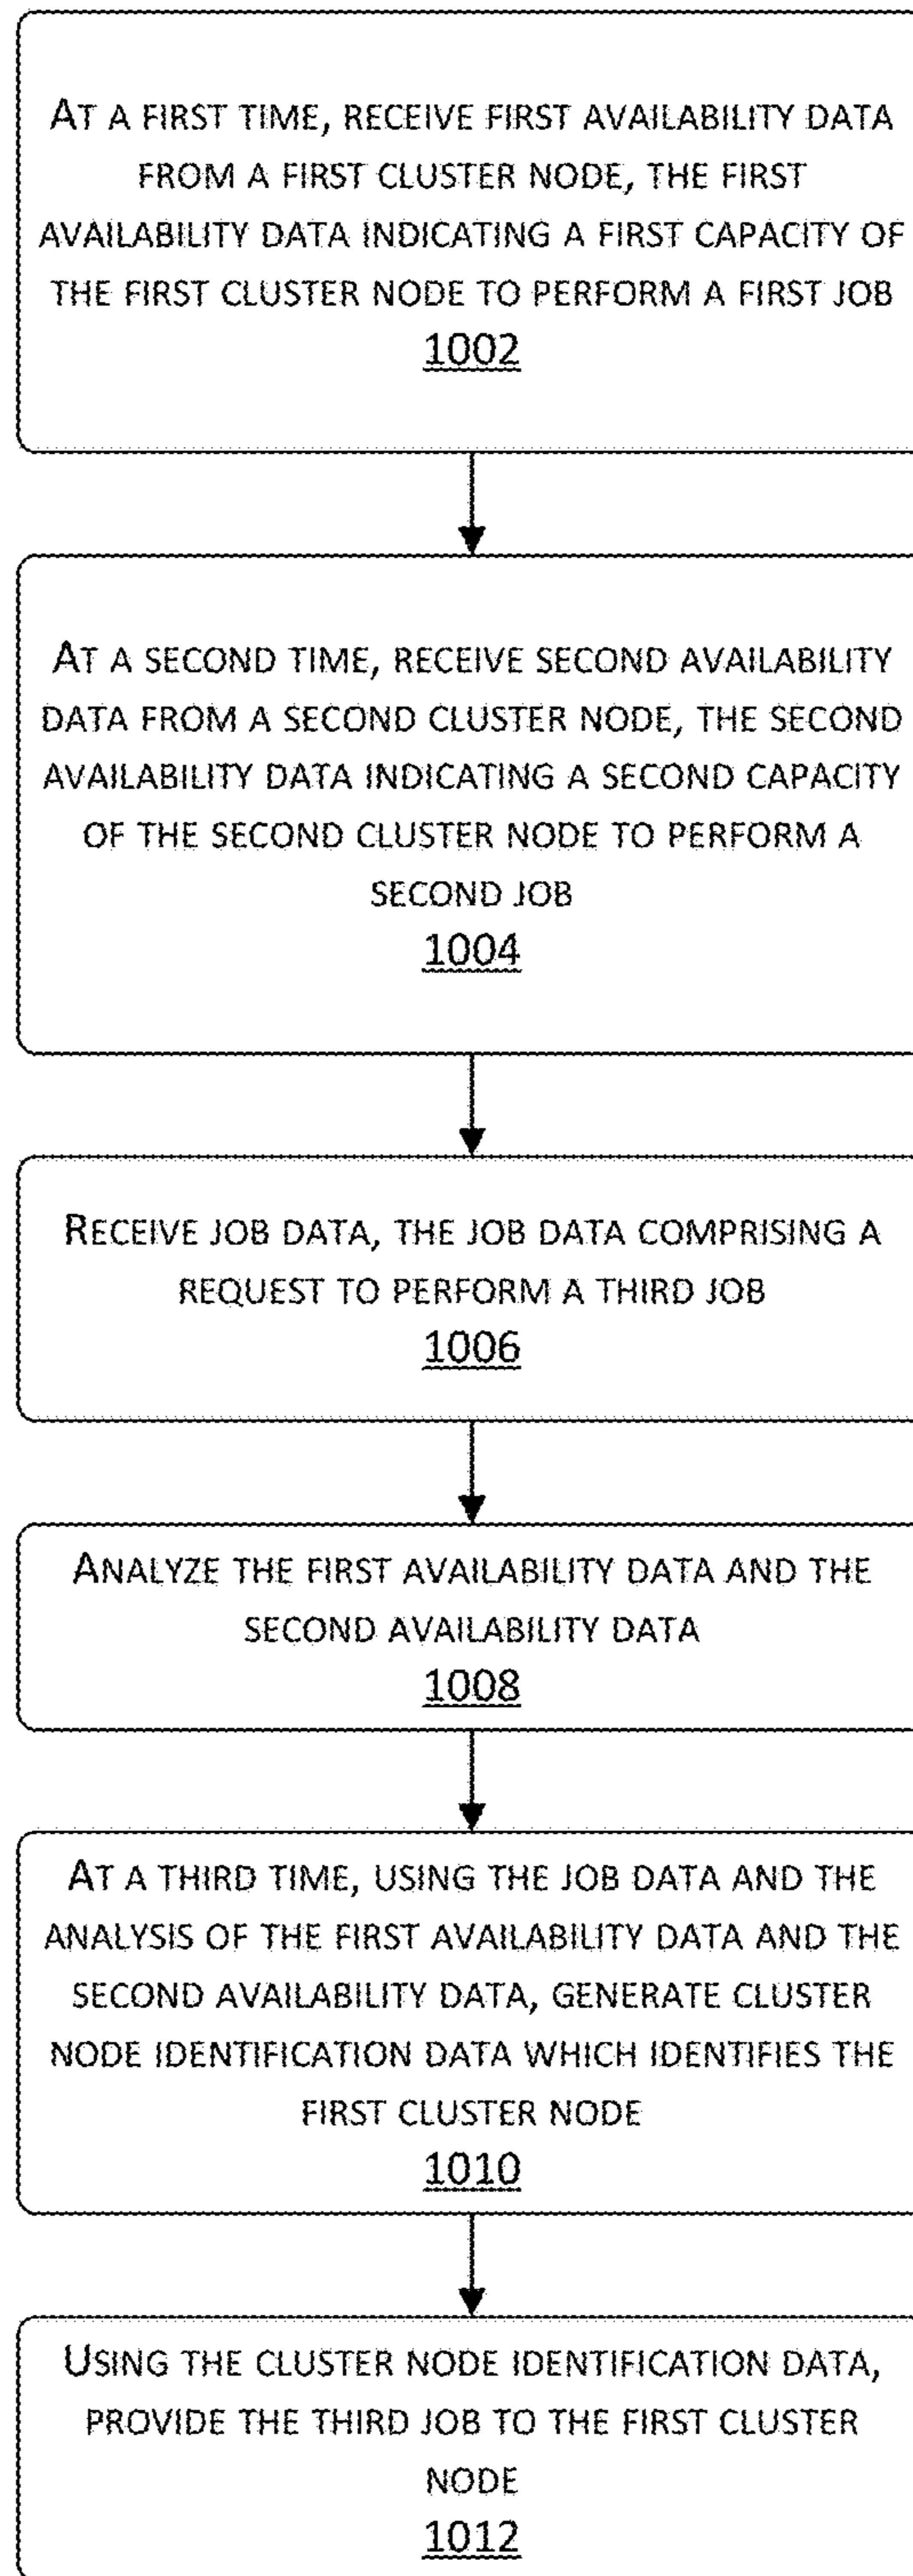 AT A FIRST TIME, RECEIVE FIRST AVAILABILITY DATA
FROM A FIRST CLUSTER NODE, THE FIRST
AVAILABILITY DATA INDICATING A FIRST CAPACITY OF
THE FIRST CLUSTER NODE TO PERFORM A FIRST JOB
1002
AT A SECOND TIME, RECEIVE SECOND AVAILABILITY
DATA FROM A SECOND CLUSTER NODE, THE SECOND
AVAILABILITY DATA INDICATING A SECOND CAPACITY
OF THE SECOND CLUSTER NODE TO PERFORM A
SECOND JOB
1004
RECEIVE JOB DATA, THE JOB DATA COMPRISING A
REQUEST TO PERFORM A THIRD JOB
1006
ANALYZE THE FIRST AVAILABILITY DATA AND THE
SECOND AVAILABILITY DATA
1008
AT A THIRD TIME, USING THE JOB DATA AND THE
ANALYSIS OF THE FIRST AVAILABILITY DATA AND THE
SECOND AVAILABILITY DATA, GENERATE CLUSTER
NODE IDENTIFICATION DATA WHICH IDENTIFIES THE
FIRST CLUSTER NODE
1010
USING THE CLUSTER NODE IDENTIFICATION DATA,
PROVIDE THE THIRD JOB TO THE FIRST CLUSTER
NODE
1012